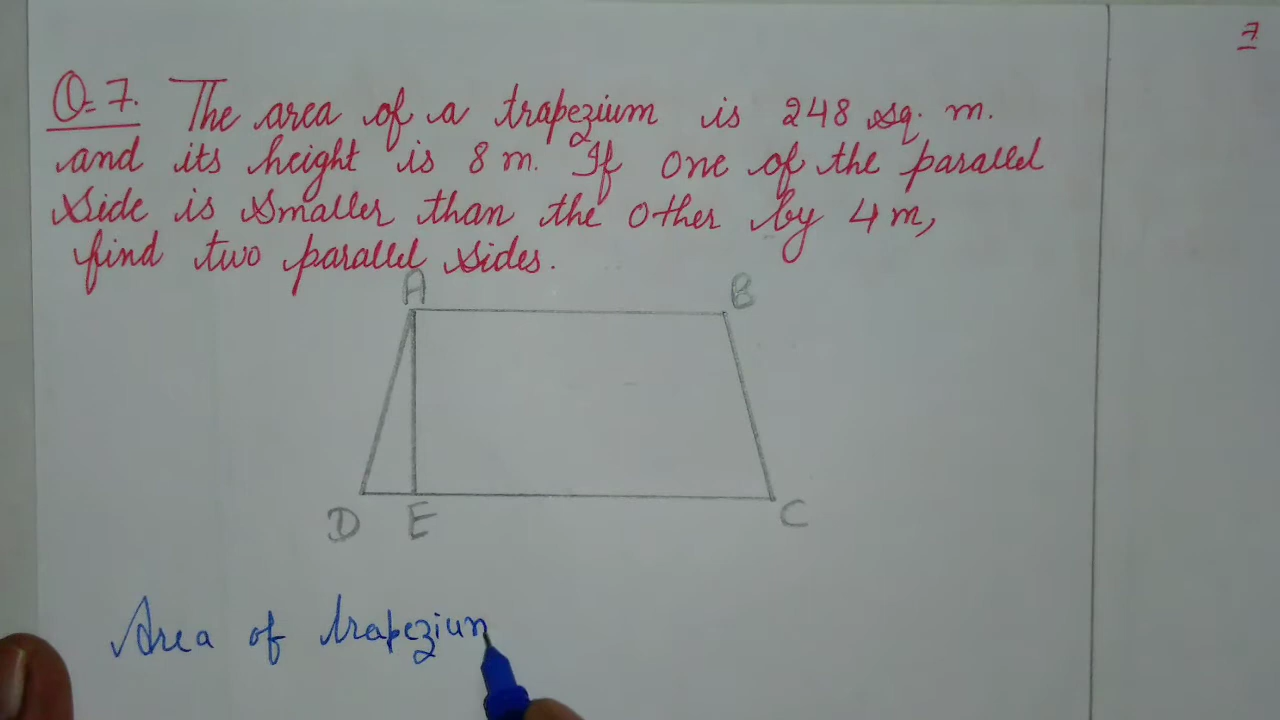 7
Q.7. The area of a trapezium is 248 sq. m.
and its height is 8 m. If one of the parallel
side is smaller than the other by 4 m,
find two parallel sides.
A B
D E C
Area of trapezium